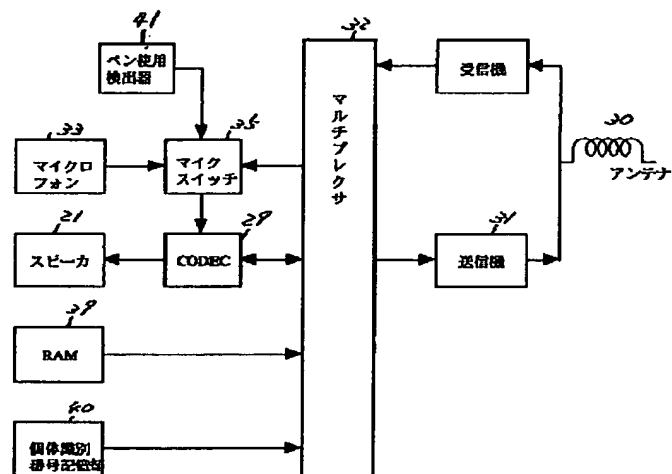 41
ペン使用
検出器
33
マイクロ
フォン
35
マイク
スイッチ
32
マルチプレクサ
受信機
30
アンテナ
21
スピーカ
29
CODEC
31
送信機
39
RAM
40
個体識別
番号記憶部